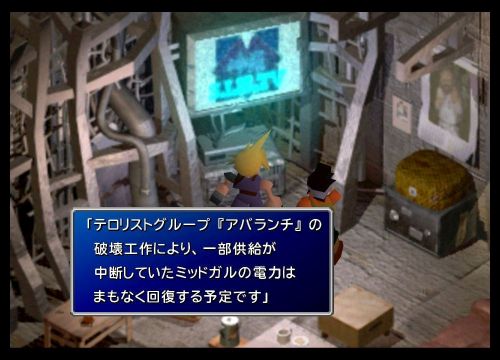 「テロリストグループ『アバランチ』の
破壊工作により、一部供給が
中断していたミッドガルの電力は
まもなく回復する予定です」